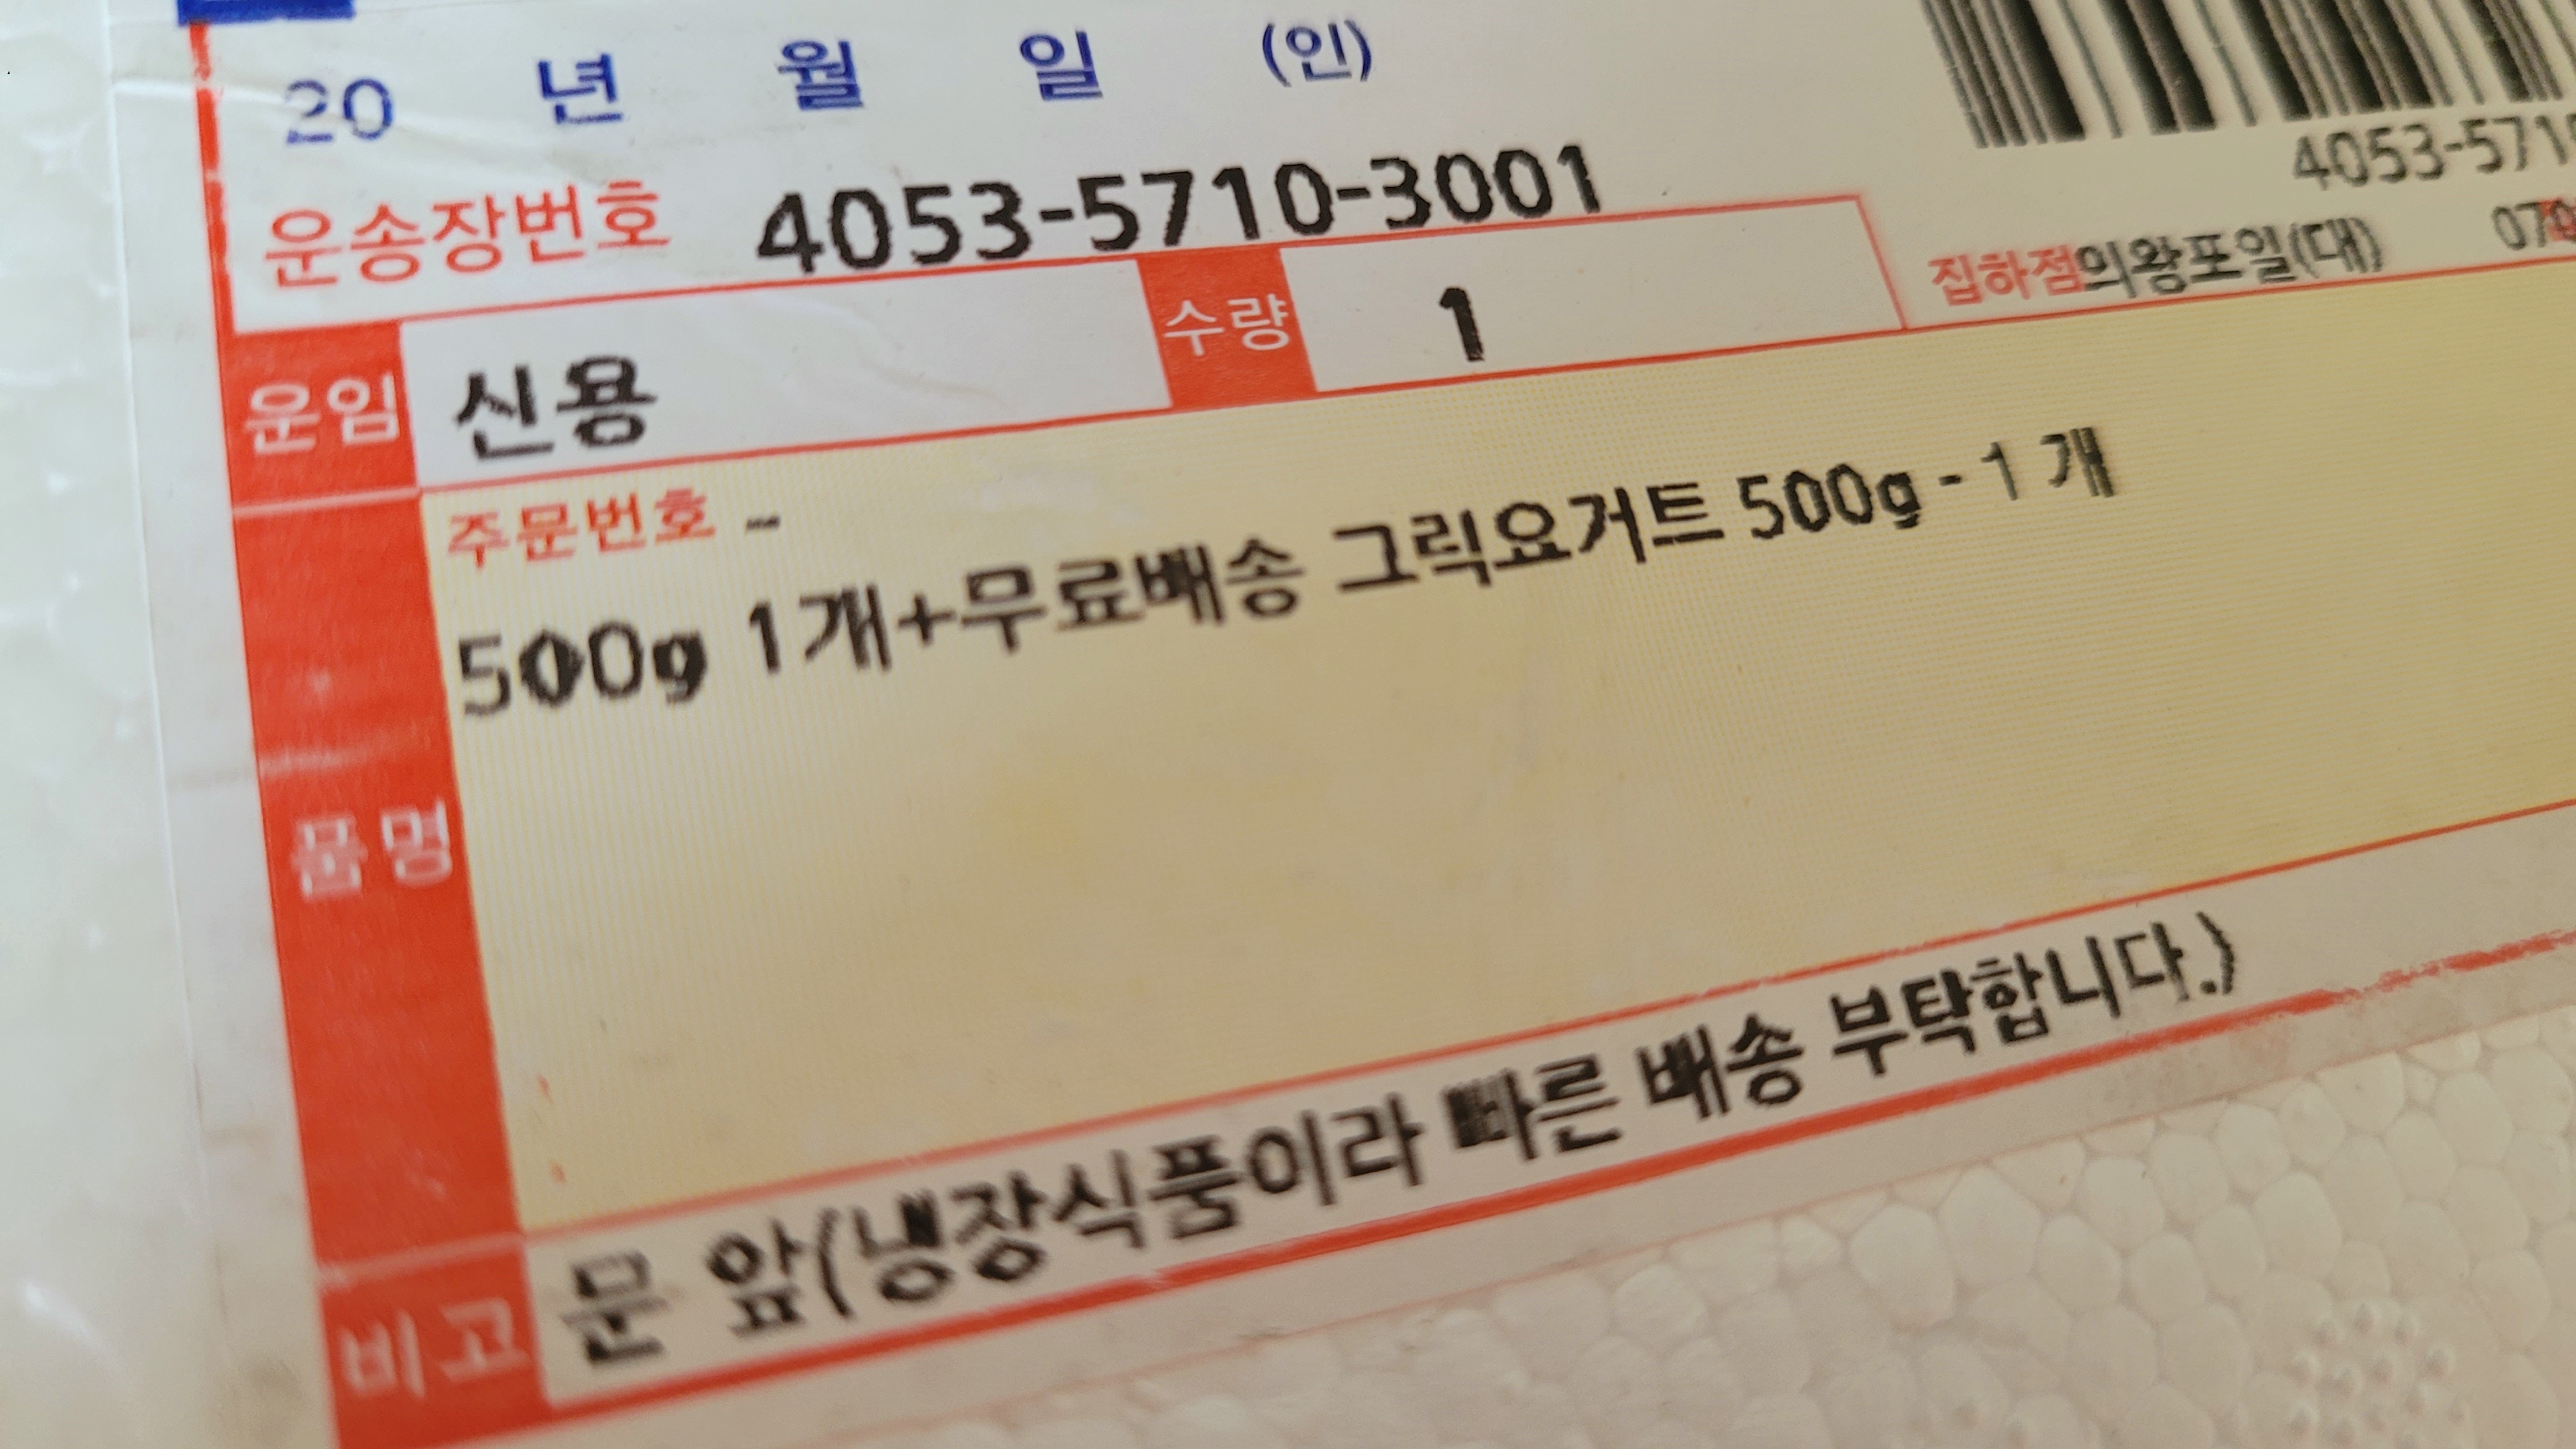 20 년 월 일 (인)
운송장번호 4053-5710-3001
4053-571
집하점 의왕포일(대) 070
운임 신용 수량 1
주문번호 -
500g 1개+무료배송 그릭요거트 500g - 1 개
품명
비고 문 앞(냉장식품이라 빠른 배송 부탁합니다.)